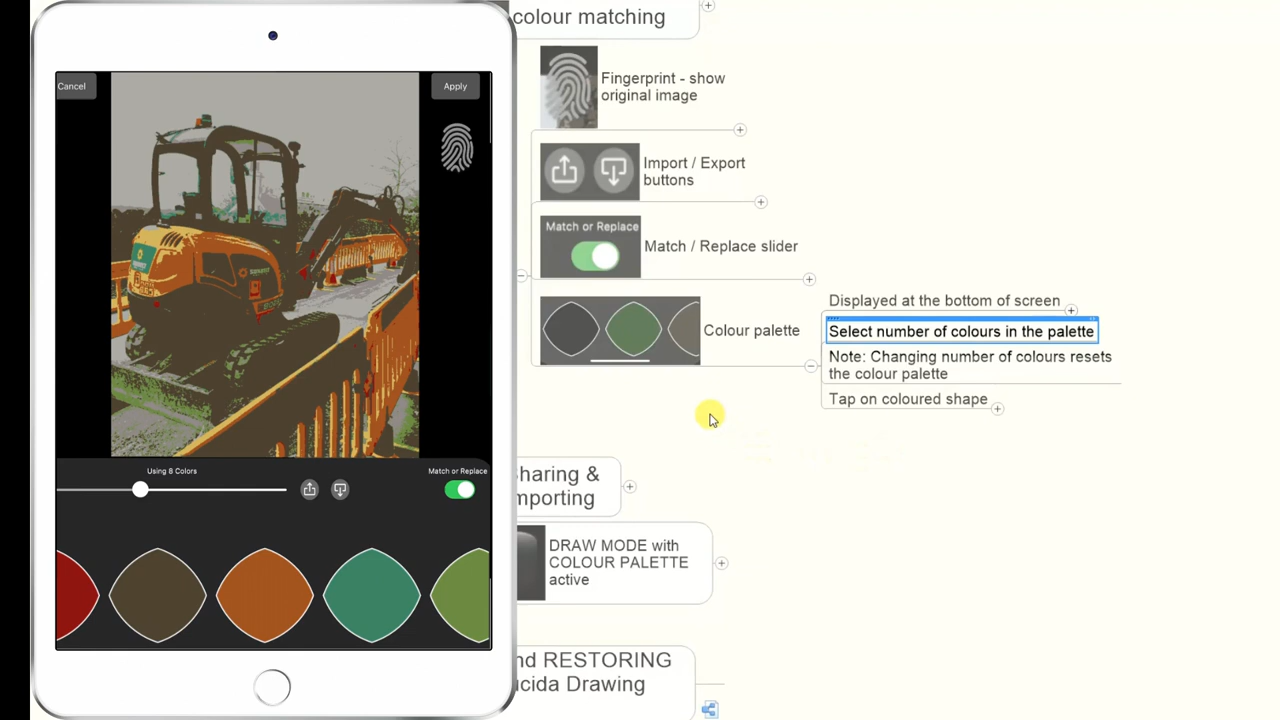 Cancel
Apply
Using 8 Colors
Match or Replace
colour matching
Fingerprint - show
original image
Import / Export
buttons
Match or Replace
Match / Replace slider
Colour palette
Displayed at the bottom of screen
Select number of colours in the palette
Note: Changing number of colours resets
the colour palette
Tap on coloured shape
Sharing &
mporting
DRAW MODE with
COLOUR PALETTE
active
nd RESTORING
ucida Drawing